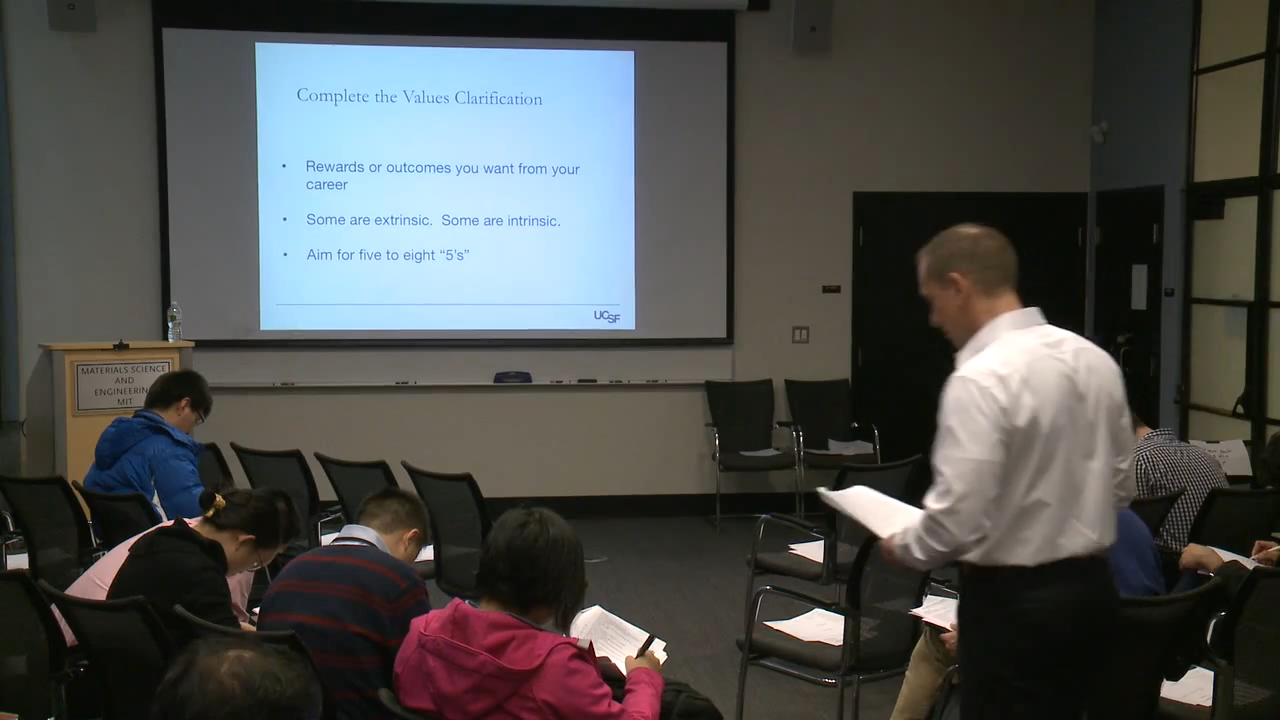 Complete the Values Clarification
• Rewards or outcomes you want from your
career
• Some are extrinsic. Some are intrinsic.
• Aim for five to eight “5’s”
UCSF
MATERIALS SCIENCE
AND
ENGINEERING
MIT